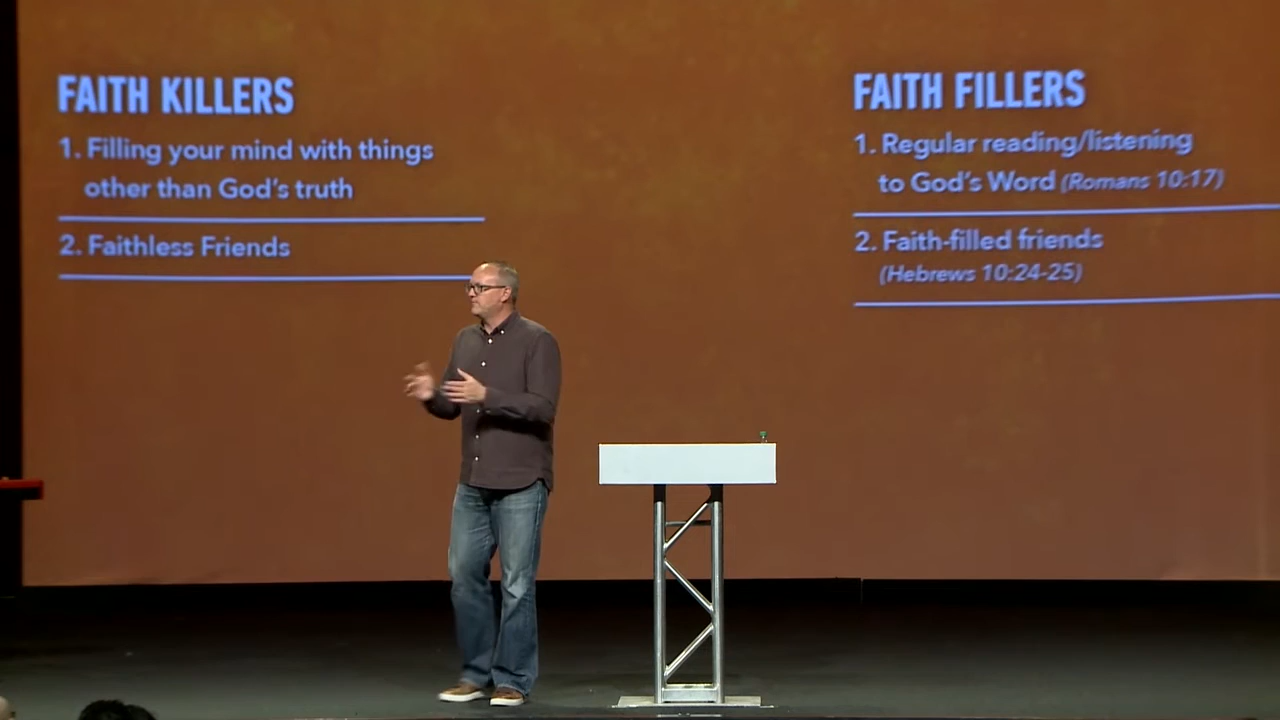 FAITH KILLERS
1. Filling your mind with things
other than God's truth
2. Faithless Friends
FAITH FILLERS
1. Regular reading/listening
to God's Word (Romans 10:17)
2. Faith-filled friends
(Hebrews 10:24-25)